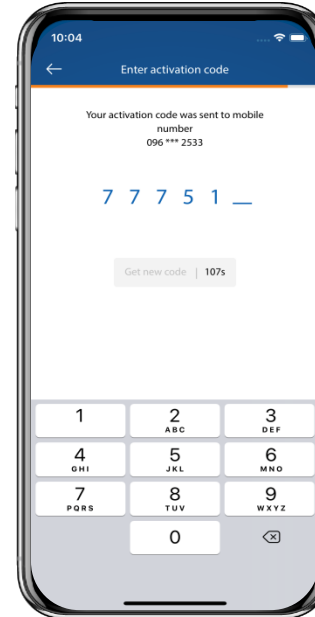 10:04
Enter activation code
Your activation code was sent to mobile
number
096 *** 2533
7 7 7 5 1 _
Get new code | 107s
1 2 3
ABC DEF
4 5 6
GHI JKL MNO
7 8 9
PQRS TUV WXYZ
0